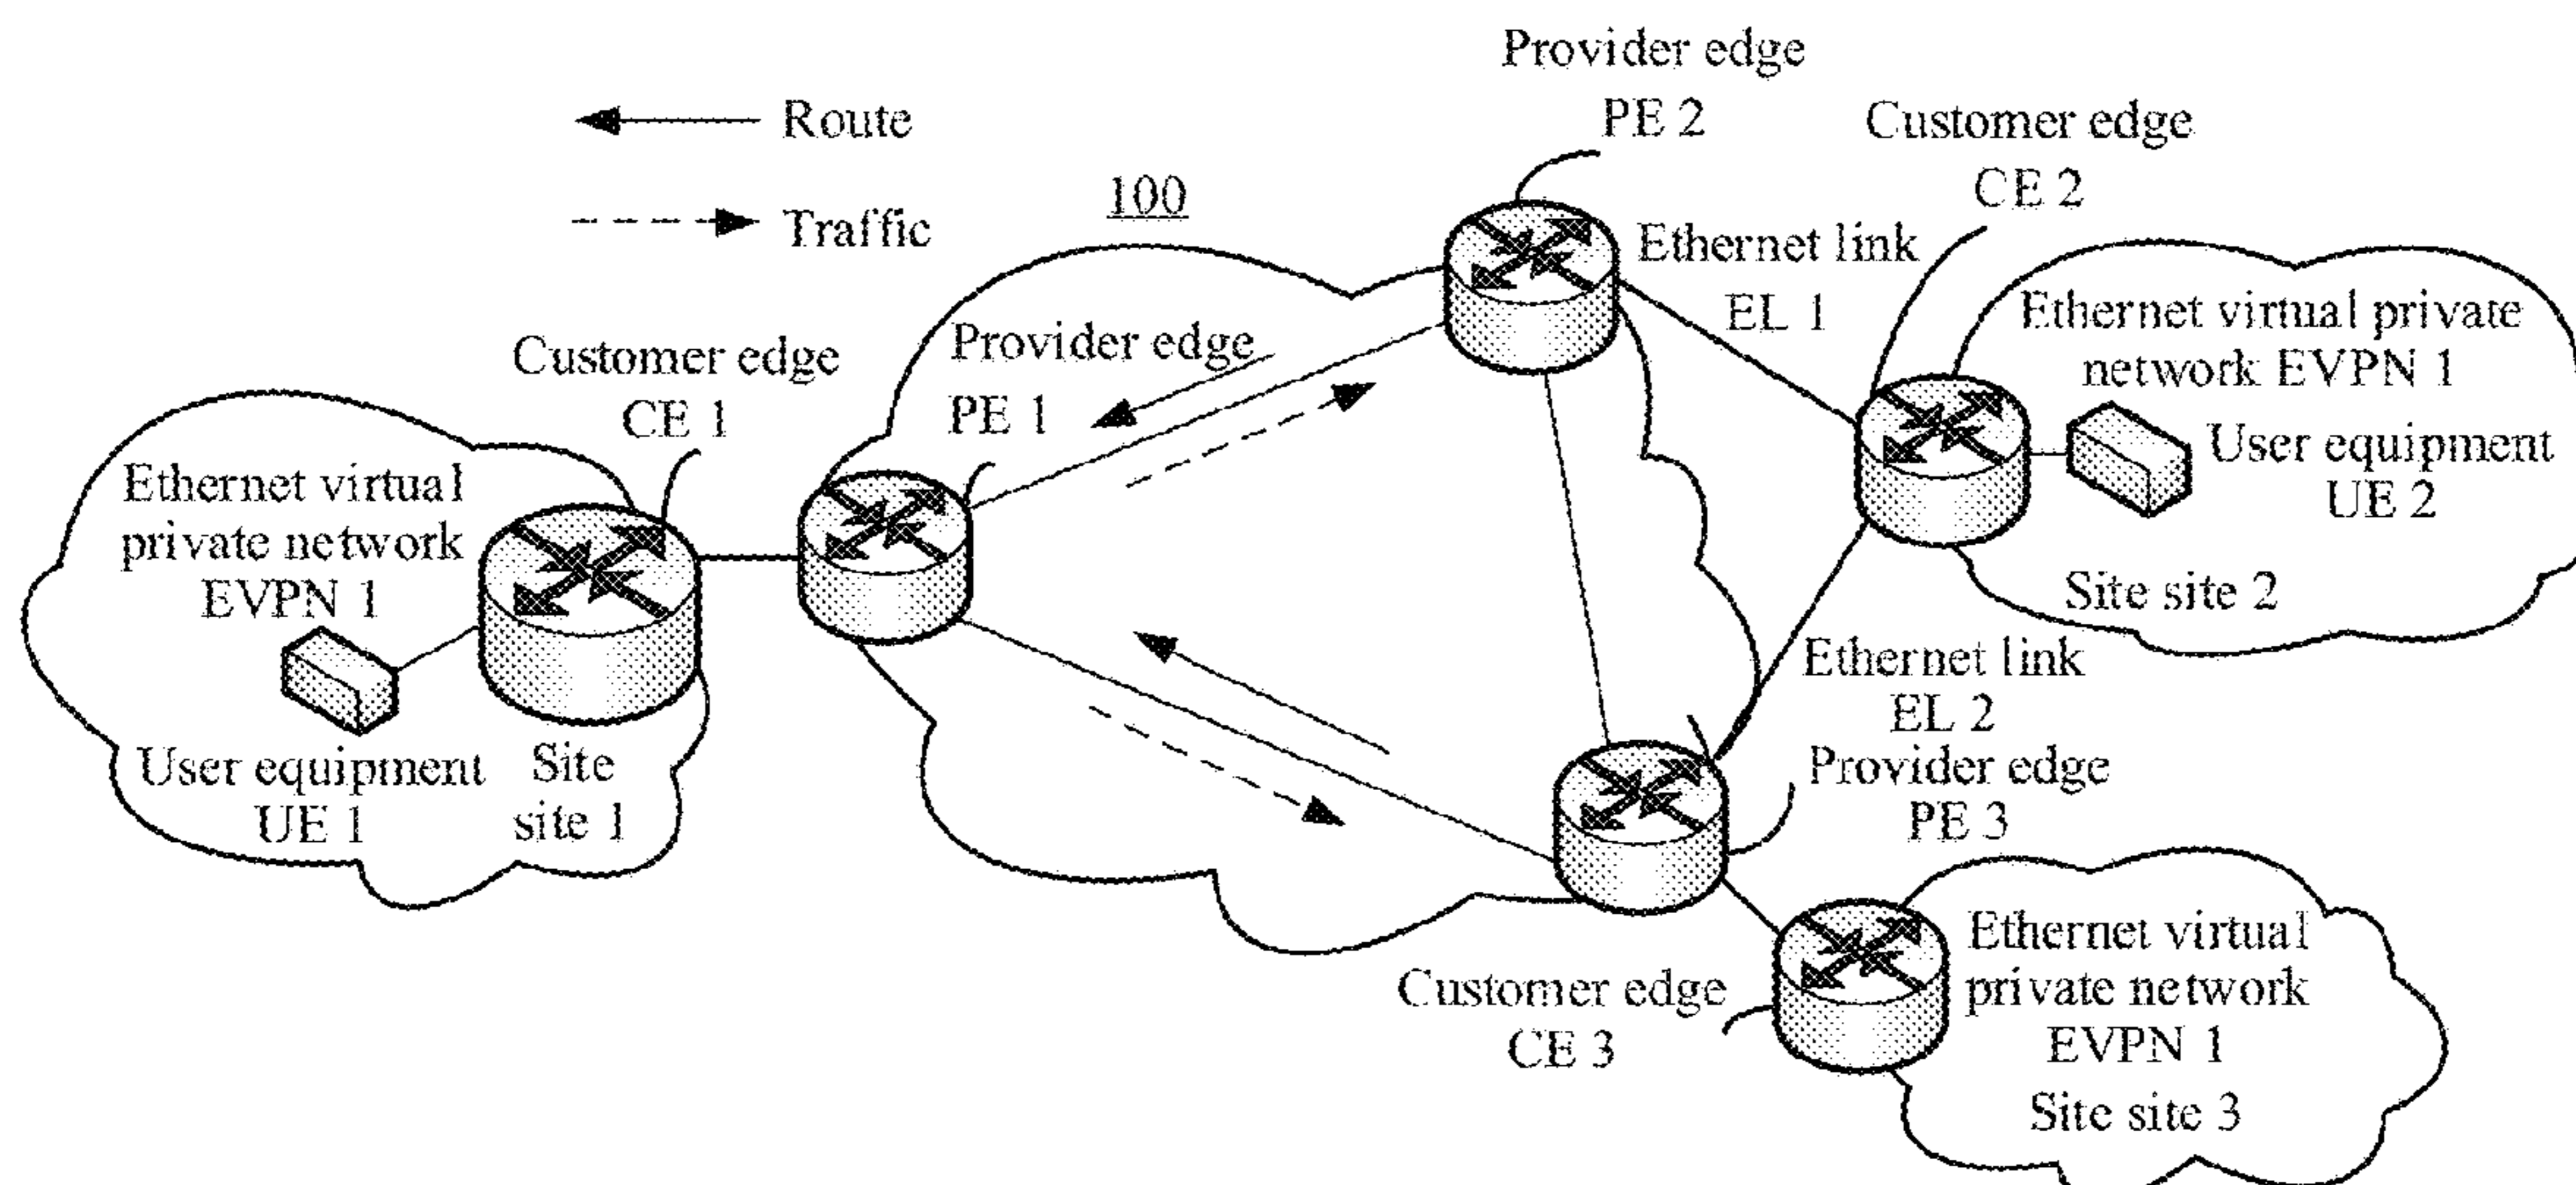 Route
Traffic
100
Provider edge
PE 2
Customer edge
CE 2
Ethernet link
EL 1
Ethernet virtual private
network EVPN 1
User equipment
UE 2
Site site 2
Customer edge
CE 1
Provider edge
PE 1
Ethernet virtual
private network
EVPN 1
User equipment
UE 1
Site
site 1
Ethernet link
EL 2
Provider edge
PE 3
Customer edge
CE 3
Ethernet virtual
private network
EVPN 1
Site site 3